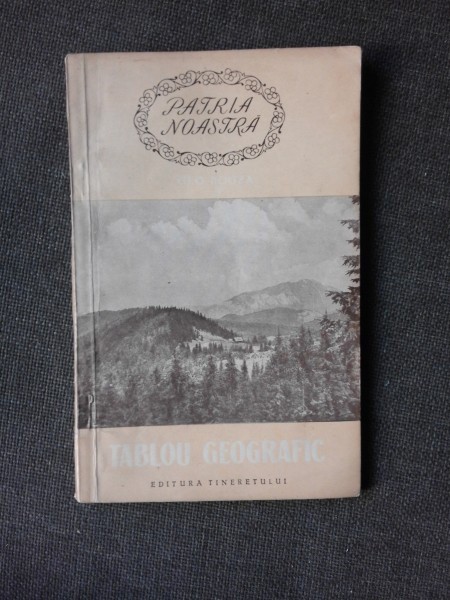 PATRIA
NOASTRĂ
TABLOU GEOGRAFIC
EDITURA TINERETULUI